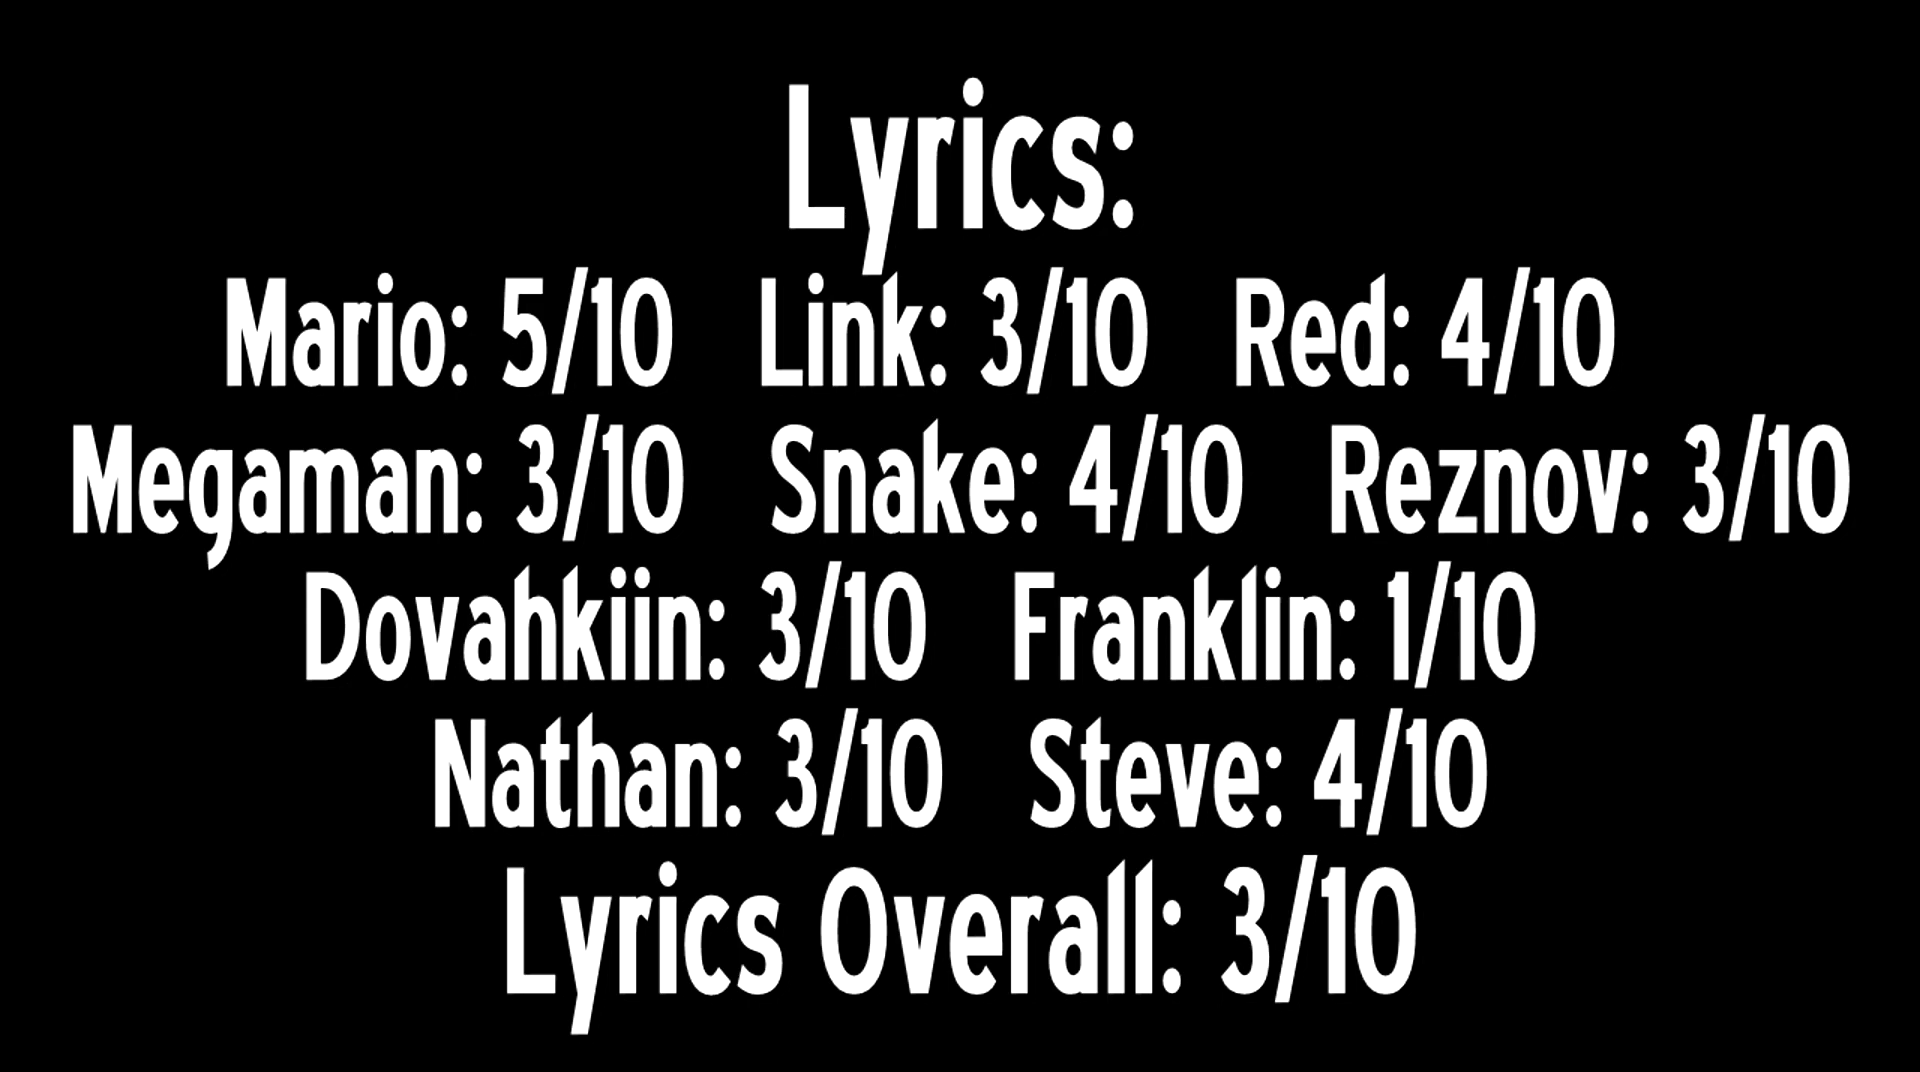 Lyrics:
Mario: 5/10 Link: 3/10 Red: 4/10
Megaman: 3/10 Snake: 4/10 Reznov: 3/10
Dovahkiin: 3/10 Franklin: 1/10
Nathan: 3/10 Steve: 4/10
Lyrics Overall: 3/10